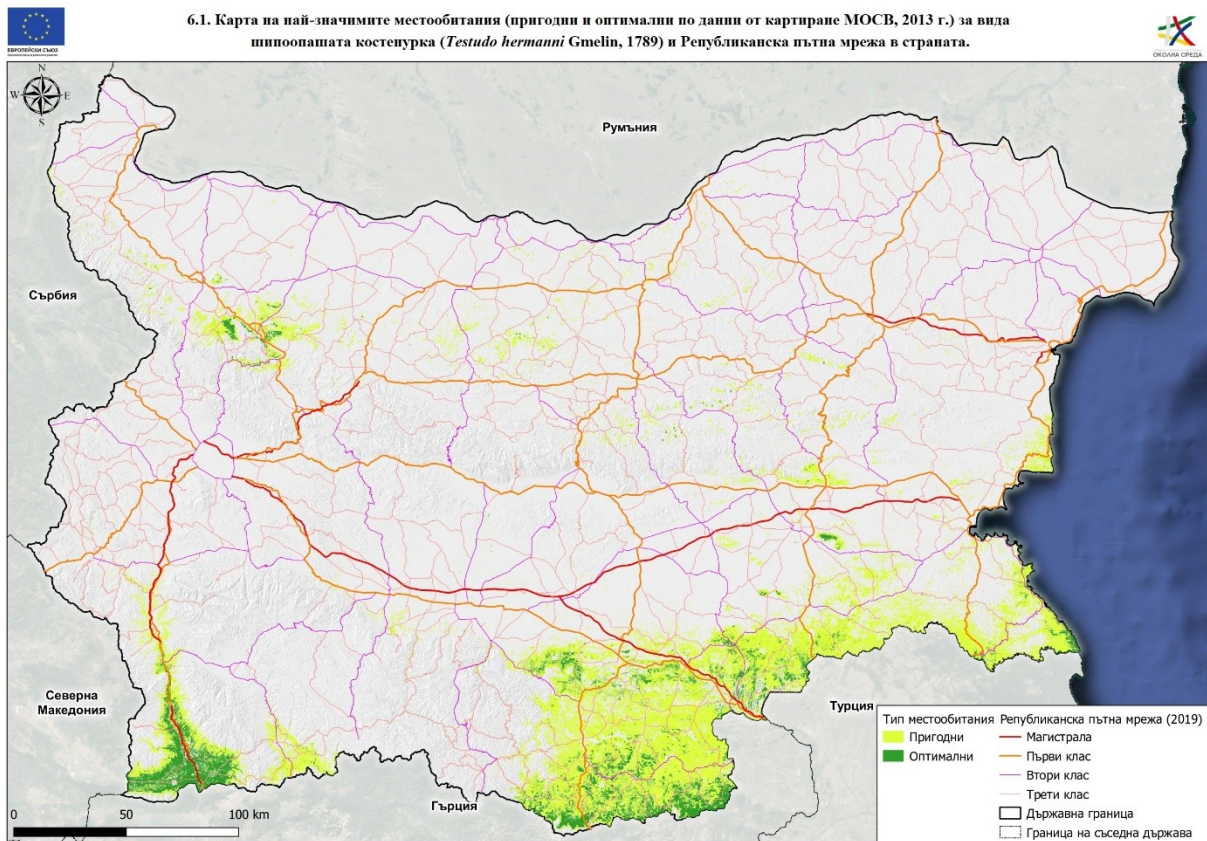 6.1. Карта на най-значимите местообитания (пригодни и оптимални по данни от картиране МОСВ, 2013 г.) за вида
шипоопашата костенурка (Testudo hermanni Gmelin, 1789) и Републиканска пътна мрежа в страната.
ЕВРОПЕЙСКИ СЪЮЗ
ОКОЛНА СРЕДА
N
W E
S
Румъния
Сърбия
Северна
Македония
Гърция
Турция
0 50 100 km
Тип местообитания
Пригодни
Оптимални
Републиканска пътна мрежа (2019)
Магистрала
Първи клас
Втори клас
Трети клас
Държавна граница
Граница на съседна държава